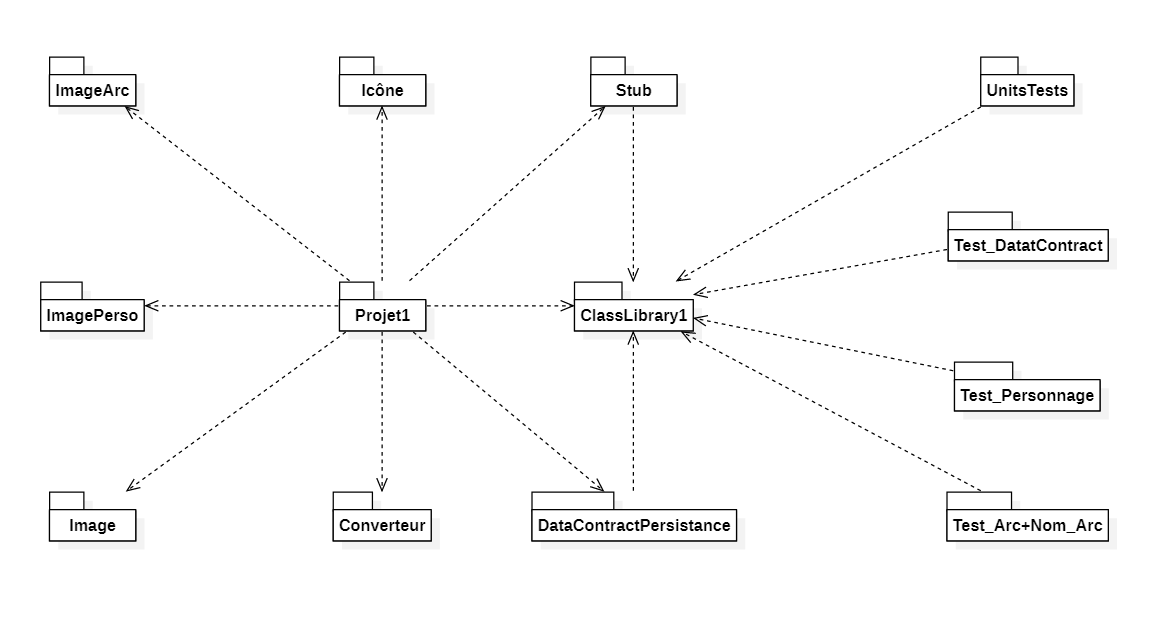 ImageArc
Icône
Stub
UnitsTests
Test_DatatContract
ImagePerso
Projet1
ClassLibrary1
Test_Personnage
Image
Converteur
DataContractPersistance
Test_Arc+Nom_Arc